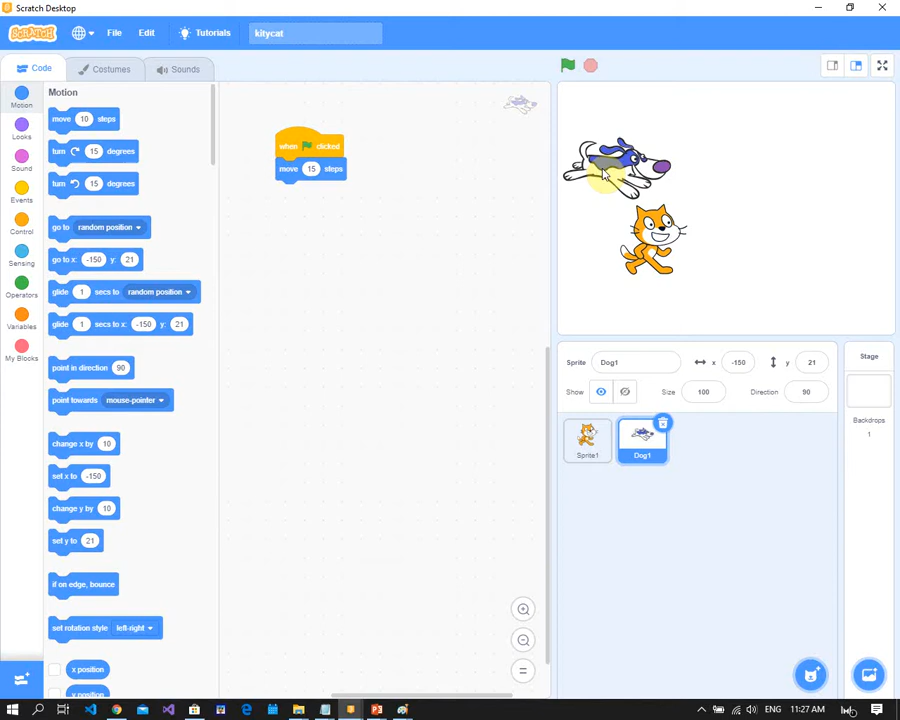 Scratch Desktop
SCRATCH
File
Edit
Tutorials
kitycat
Code
Costumes
Sounds
Motion
Looks
Sound
Events
Control
Sensing
Operators
Variables
My Blocks
Motion
move 10 steps
turn 15 degrees
turn 15 degrees
go to random position
go to x: -150 y: 21
glide 1 secs to random position
glide 1 secs to x: -150 y: 21
point in direction 90
point towards mouse-pointer
change x by 10
set x to -150
change y by 10
set y to 21
if on edge, bounce
set rotation style left-right
x position
y position
when clicked
move 15 steps
Sprite Dog1 x -150 y 21
Show Size 100 Direction 90
Sprite1
Dog1
Stage
Backdrops
1
11:27 AM